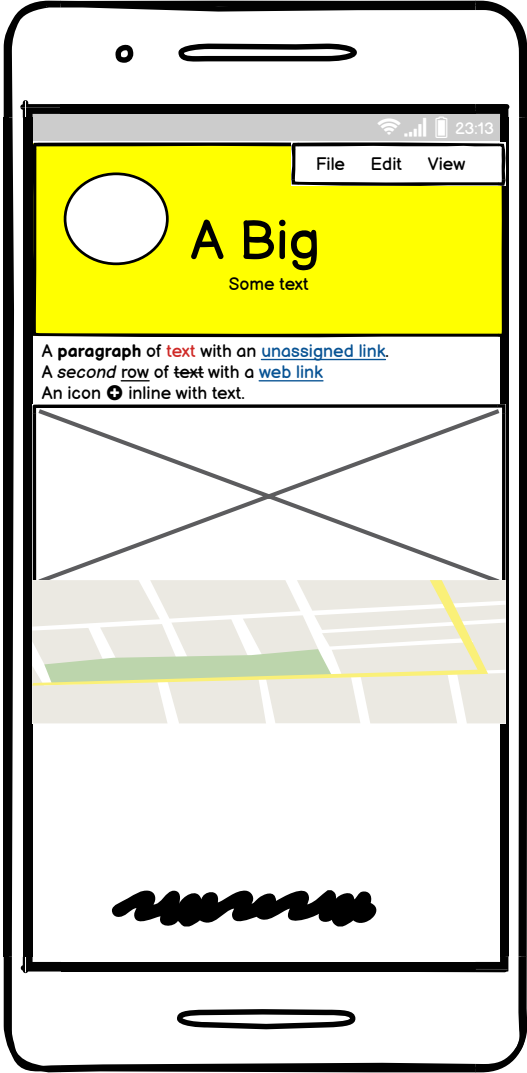 23:13
File Edit View
A Big
Some text
A paragraph of text with an unassigned link.
A second row of text with a web link
An icon inline with text.